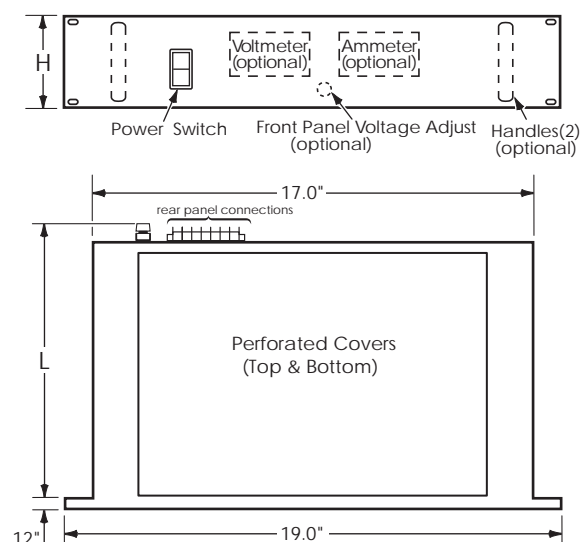 H
Voltmeter
(optional)
Ammeter
(optional)
Power Switch
Front Panel Voltage Adjust
(optional)
Handles(2)
(optional)
17.0"
rear panel connections
L
Perforated Covers
(Top & Bottom)
12"
19.0"